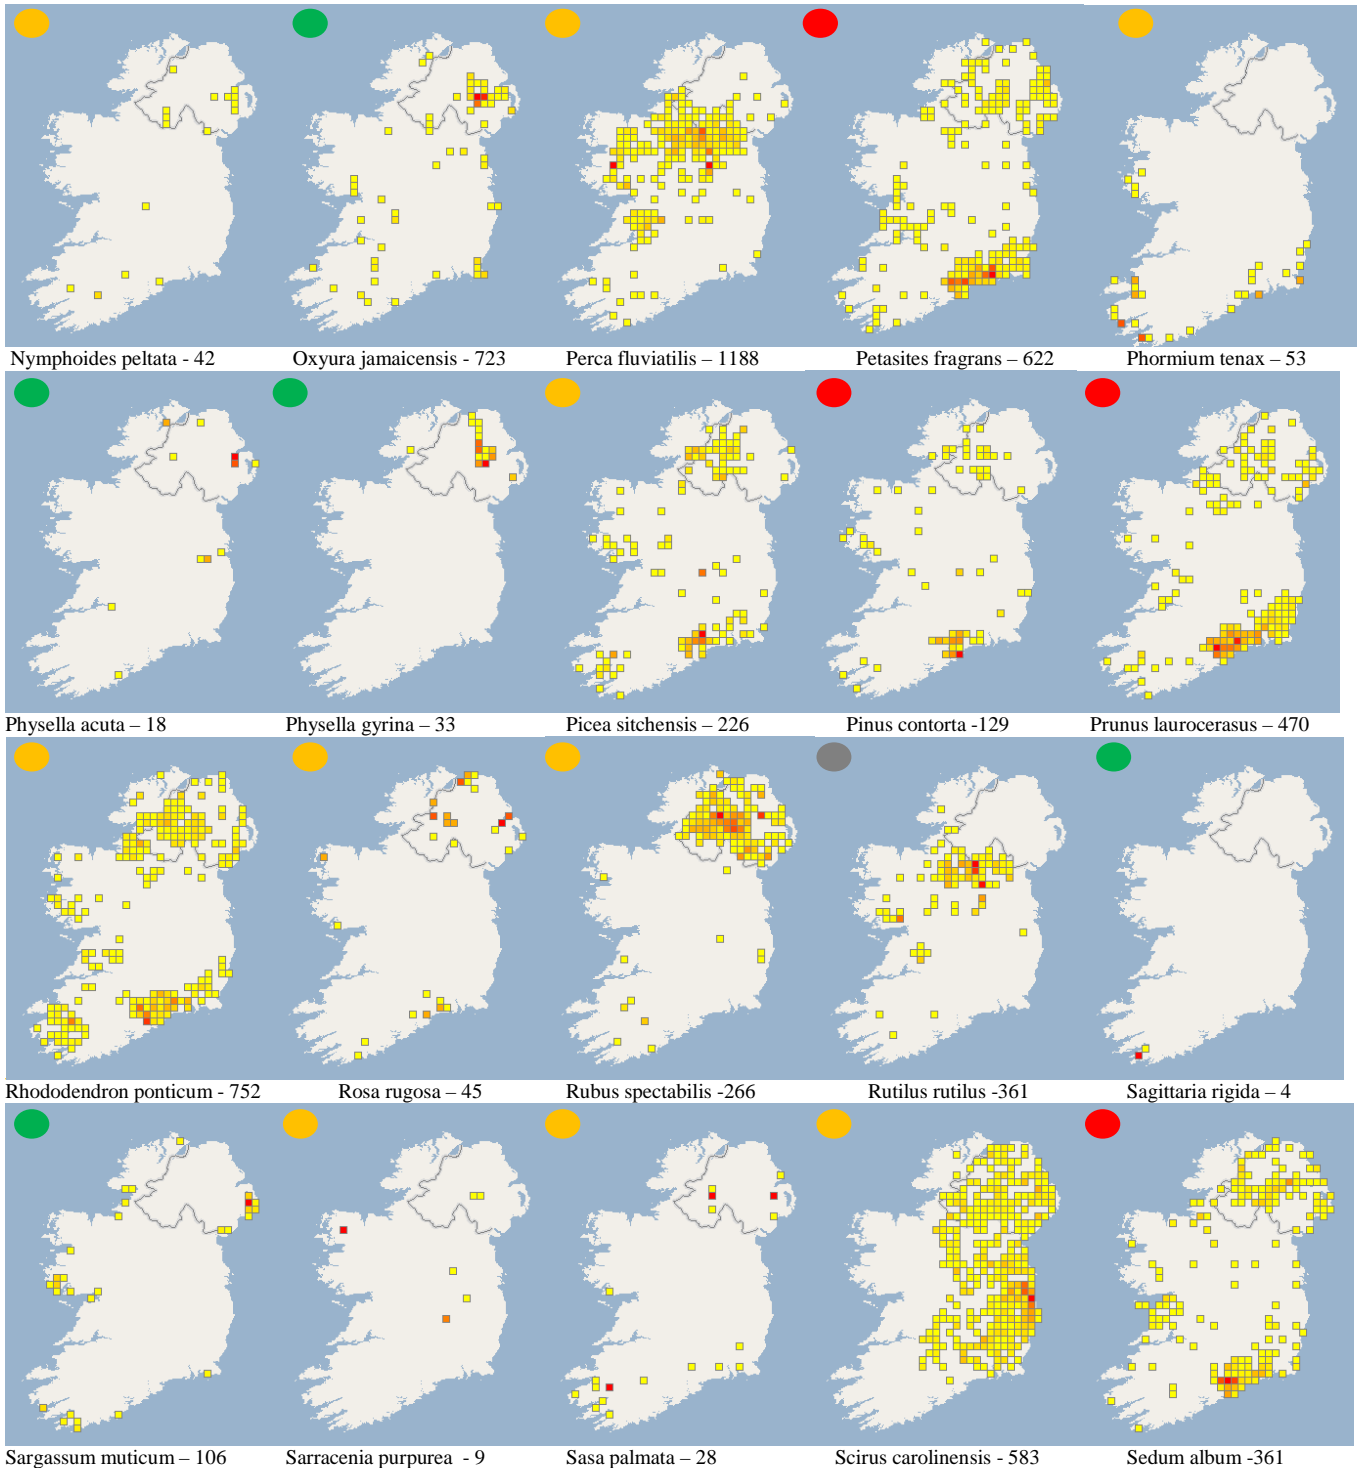 Nymphoides peltata - 42
Oxyura jamaicensis - 723
Perca fluviatilis – 1188
Petasites fragrans – 622
Phormium tenax – 53
Physella acuta – 18
Physella gyrina – 33
Picea sitchensis – 226
Pinus contorta -129
Prunus laurocerasus – 470
Rhododendron ponticum - 752
Rosa rugosa – 45
Rubus spectabilis -266
Rutilus rutilus -361
Sagittaria rigida – 4
Sargassum muticum – 106
Sarracenia purpurea - 9
Sasa palmata – 28
Scirus carolinensis - 583
Sedum album -361